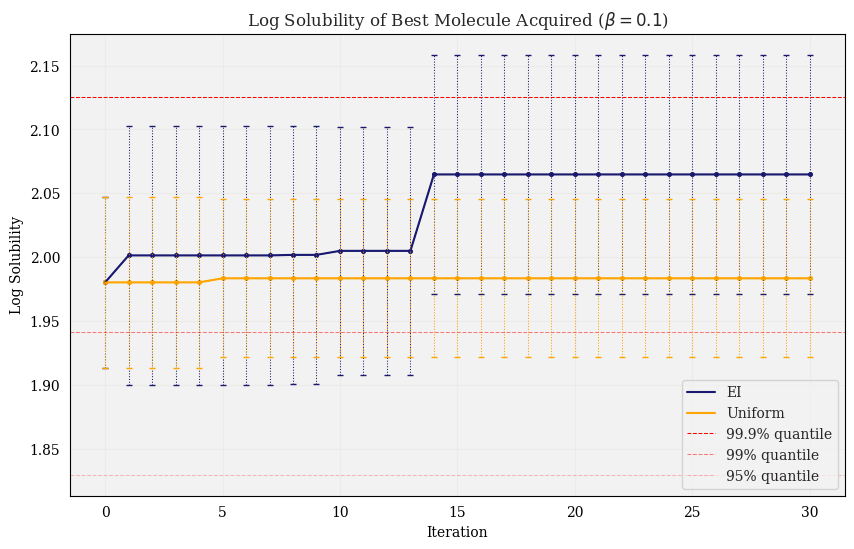 Log Solubility of Best Molecule Acquired (β = 0.1)
Log Solubility
2.15
2.10
2.05
2.00
1.95
1.90
1.85
0 5 10 15 20 25 30
Iteration
EI
Uniform
99.9% quantile
99% quantile
95% quantile